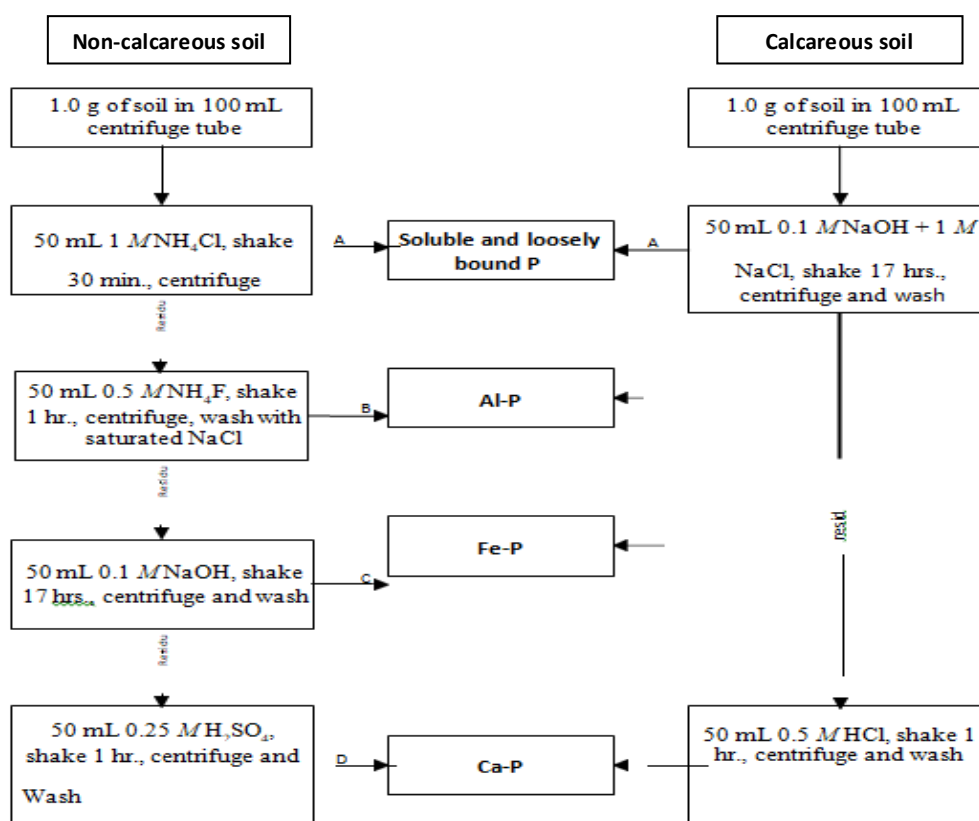 Non-calcareous soil
Calcareous soil
1.0 g of soil in 100 mL
centrifuge tube
1.0 g of soil in 100 mL
centrifuge tube
50 mL 1 M NH₄Cl, shake
30 min., centrifuge
A
Soluble and loosely
bound P
A
50 mL 0.1 M NaOH + 1 M
NaCl, shake 17 hrs.,
centrifuge and wash
Residu
50 mL 0.5 M NH₄F, shake
1 hr., centrifuge, wash with
saturated NaCl
B
Al-P
Residu
resid
50 mL 0.1 M NaOH, shake
17 hrs., centrifuge and wash
C
Fe-P
Residu
50 mL 0.25 M H₂SO₄,
shake 1 hr., centrifuge and
Wash
D
Ca-P
50 mL 0.5 M HCl, shake 1
hr., centrifuge and wash